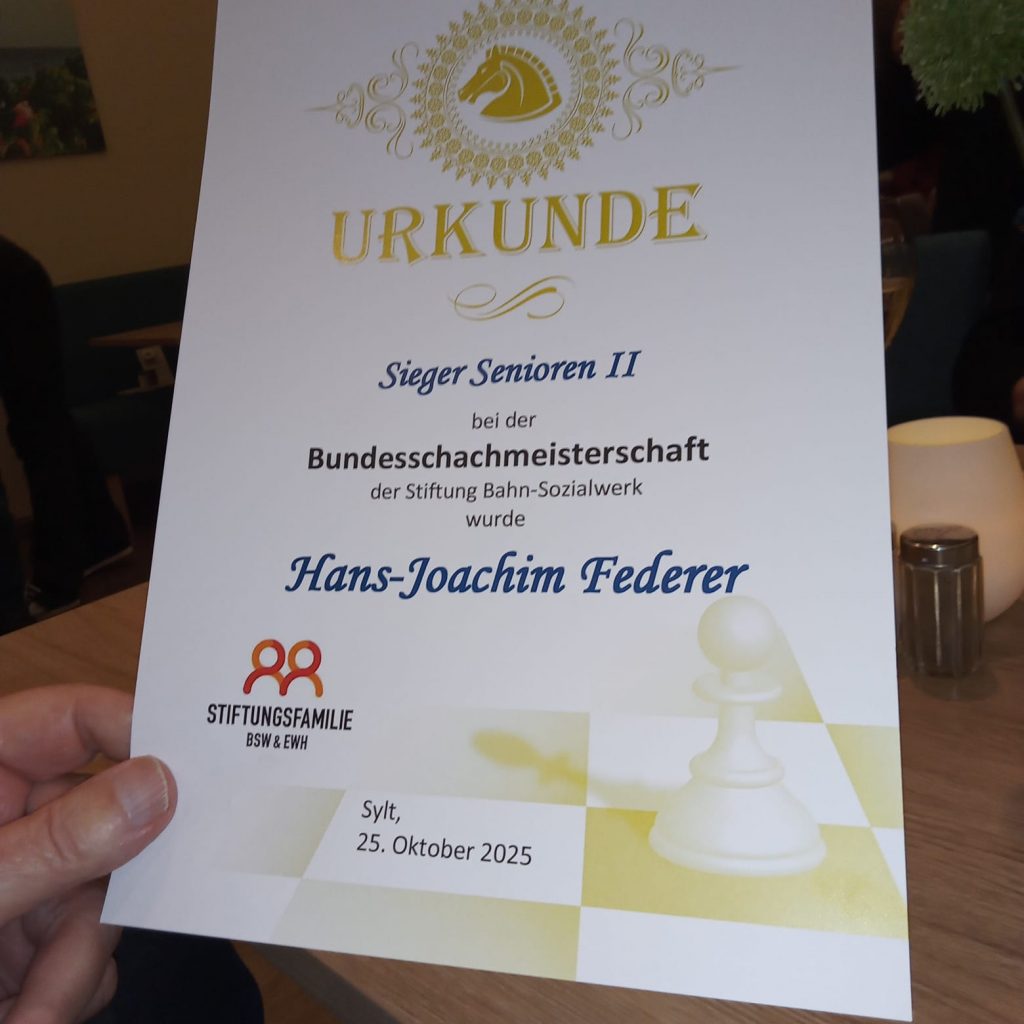 URKUNDE
Sieger Senioren II
bei der
Bundesschachmeisterschaft
der Stiftung Bahn-Sozialwerk
wurde
Hans-Joachim Federer
STIFTUNGSFAMILIE
BSW & EWH
Sylt,
25. Oktober 2025